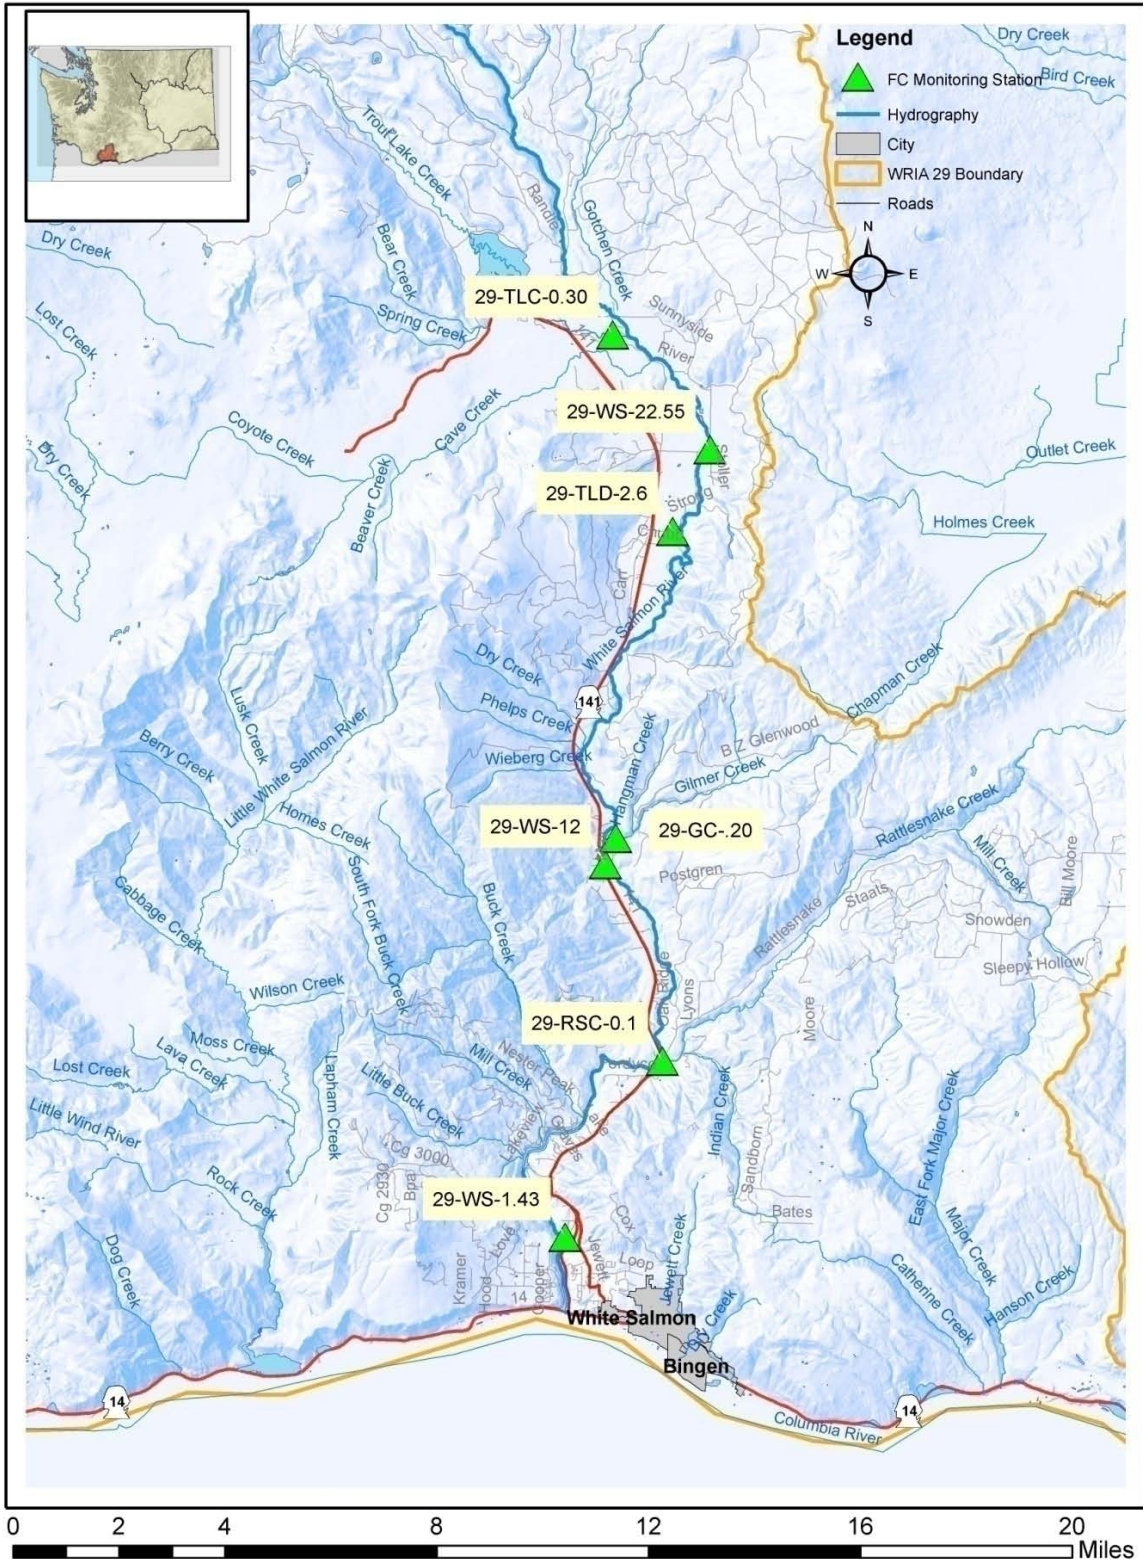 Legend
FC Monitoring Station
Hydrography
City
WRIA 29 Boundary
Roads
N
W
E
S
Dry Creek
Bird Creek
Trout Lake Creek
Randle
Gotchen Creek
Dry Creek
Bear Creek
Lost Creek
Spring Creek
29-TLC-0.30
141
Sunnyside
River
29-WS-22.55
Cave Creek
Coyote Creek
Dry Creek
Beaver Creek
Outlet Creek
29-TLD-2.6
Strong
Holmes Creek
Carr
White Salmon River
Dry Creek
Phelps Creek
141
Wieberg Creek
Hangman Creek
Chapman Creek
B Z Glenwood
Gilmer Creek
Lusk Creek
Berry Creek
Little White Salmon River
Homes Creek
29-WS-12
29-GC-.20
Rattlesnake Creek
Mill Creek
Bill Moore
Postgren
Staats
Snowden
Sleepy Hollow
Rattlesnake
Cabbage Creek
South Fork Buck Creek
Buck Creek
Oak Ridge
Lyons
Moore
Wilson Creek
29-RSC-0.1
Moss Creek
Lava Creek
Lost Creek
Lapham Creek
Nestor Peak
Mill Creek
Little Buck Creek
Indian Creek
East Fork Major Creek
Little Wind River
Lakeview
Graves
Cg 3000
Cg 2930
Bpa
Rock Creek
Sandborn
Bates
29-WS-1.43
Major Creek
Dog Creek
Kramer
Hood
Love
14
Cooper
Jewett
Cox
Loop
Jewett Creek
Catherine Creek
Hanson Creek
White Salmon
Dry Creek
Bingen
14
14
Columbia River
0 2 4 8 12 16 20
Miles